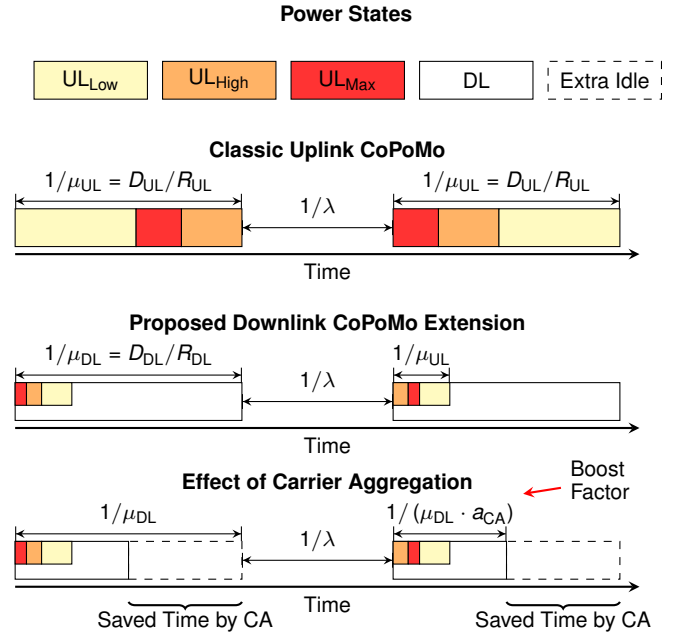 Power States
UL_Low UL_High UL_Max DL Extra Idle
Classic Uplink CoPoMo
1/μ_UL = D_UL/R_UL 1/λ 1/μ_UL = D_UL/R_UL
Time
Proposed Downlink CoPoMo Extension
1/μ_DL = D_DL/R_DL 1/λ 1/μ_UL
Time
Effect of Carrier Aggregation
Boost
Factor
1/μ_DL 1/λ 1/(μ_DL · a_CA)
Saved Time by CA Time Saved Time by CA